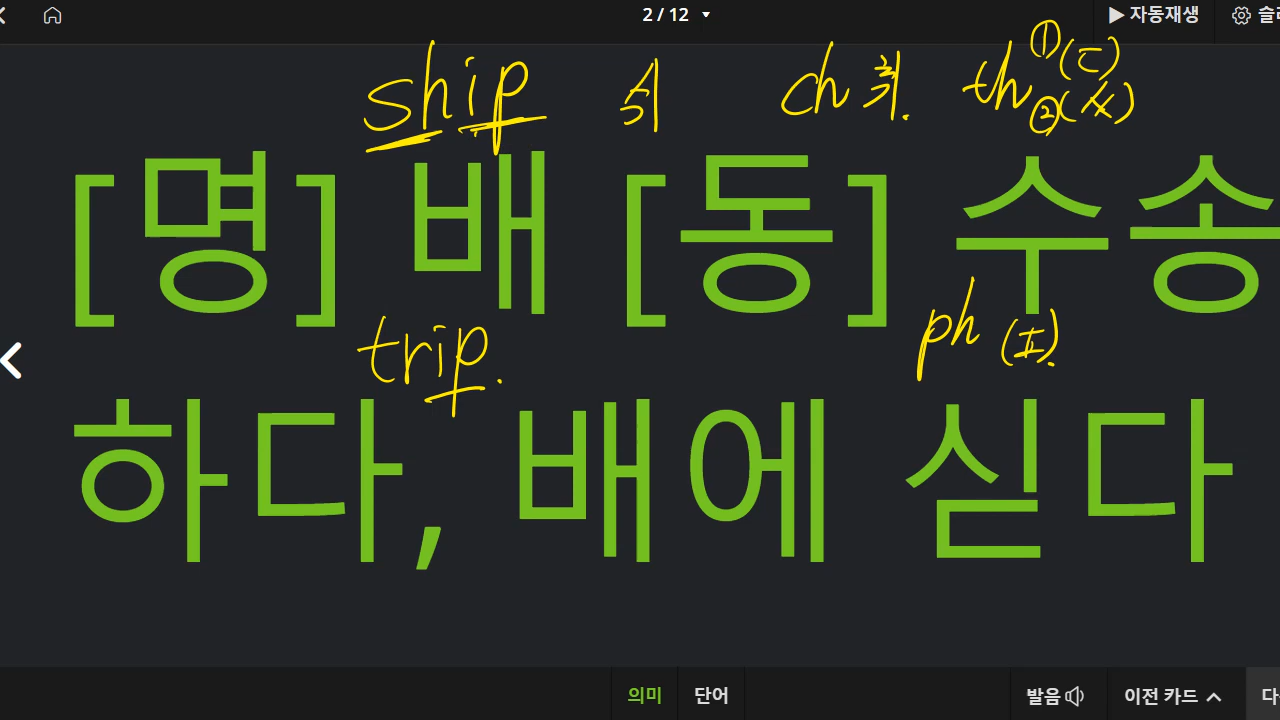 2 / 12
자동재생
ship 쉬 ch 취. th ①(ㄷ)
②(ㅆ)
[명] 배 [동] 수송
trip. ph (ㅍ).
하다, 배에 싣다
의미 단어 발음 이전 카드